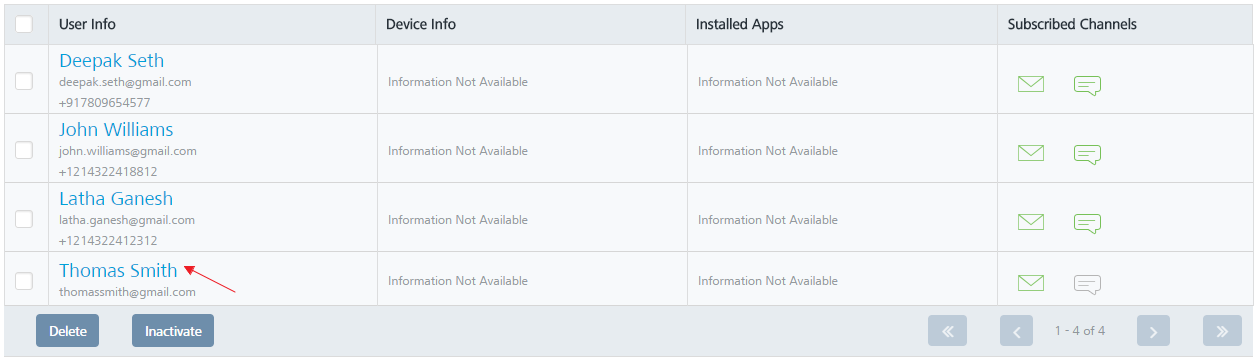 User Info Device Info Installed Apps Subscribed Channels
Deepak Seth
deepak.seth@gmail.com Information Not Available Information Not Available
+917809654577
John Williams
john.williams@gmail.com Information Not Available Information Not Available
+1214322418812
Latha Ganesh
latha.ganesh@gmail.com Information Not Available Information Not Available
+1214322412312
Thomas Smith
Information Not Available Information Not Available
thomassmith@gmail.com
Delete Inactivate 1 - 4 of 4